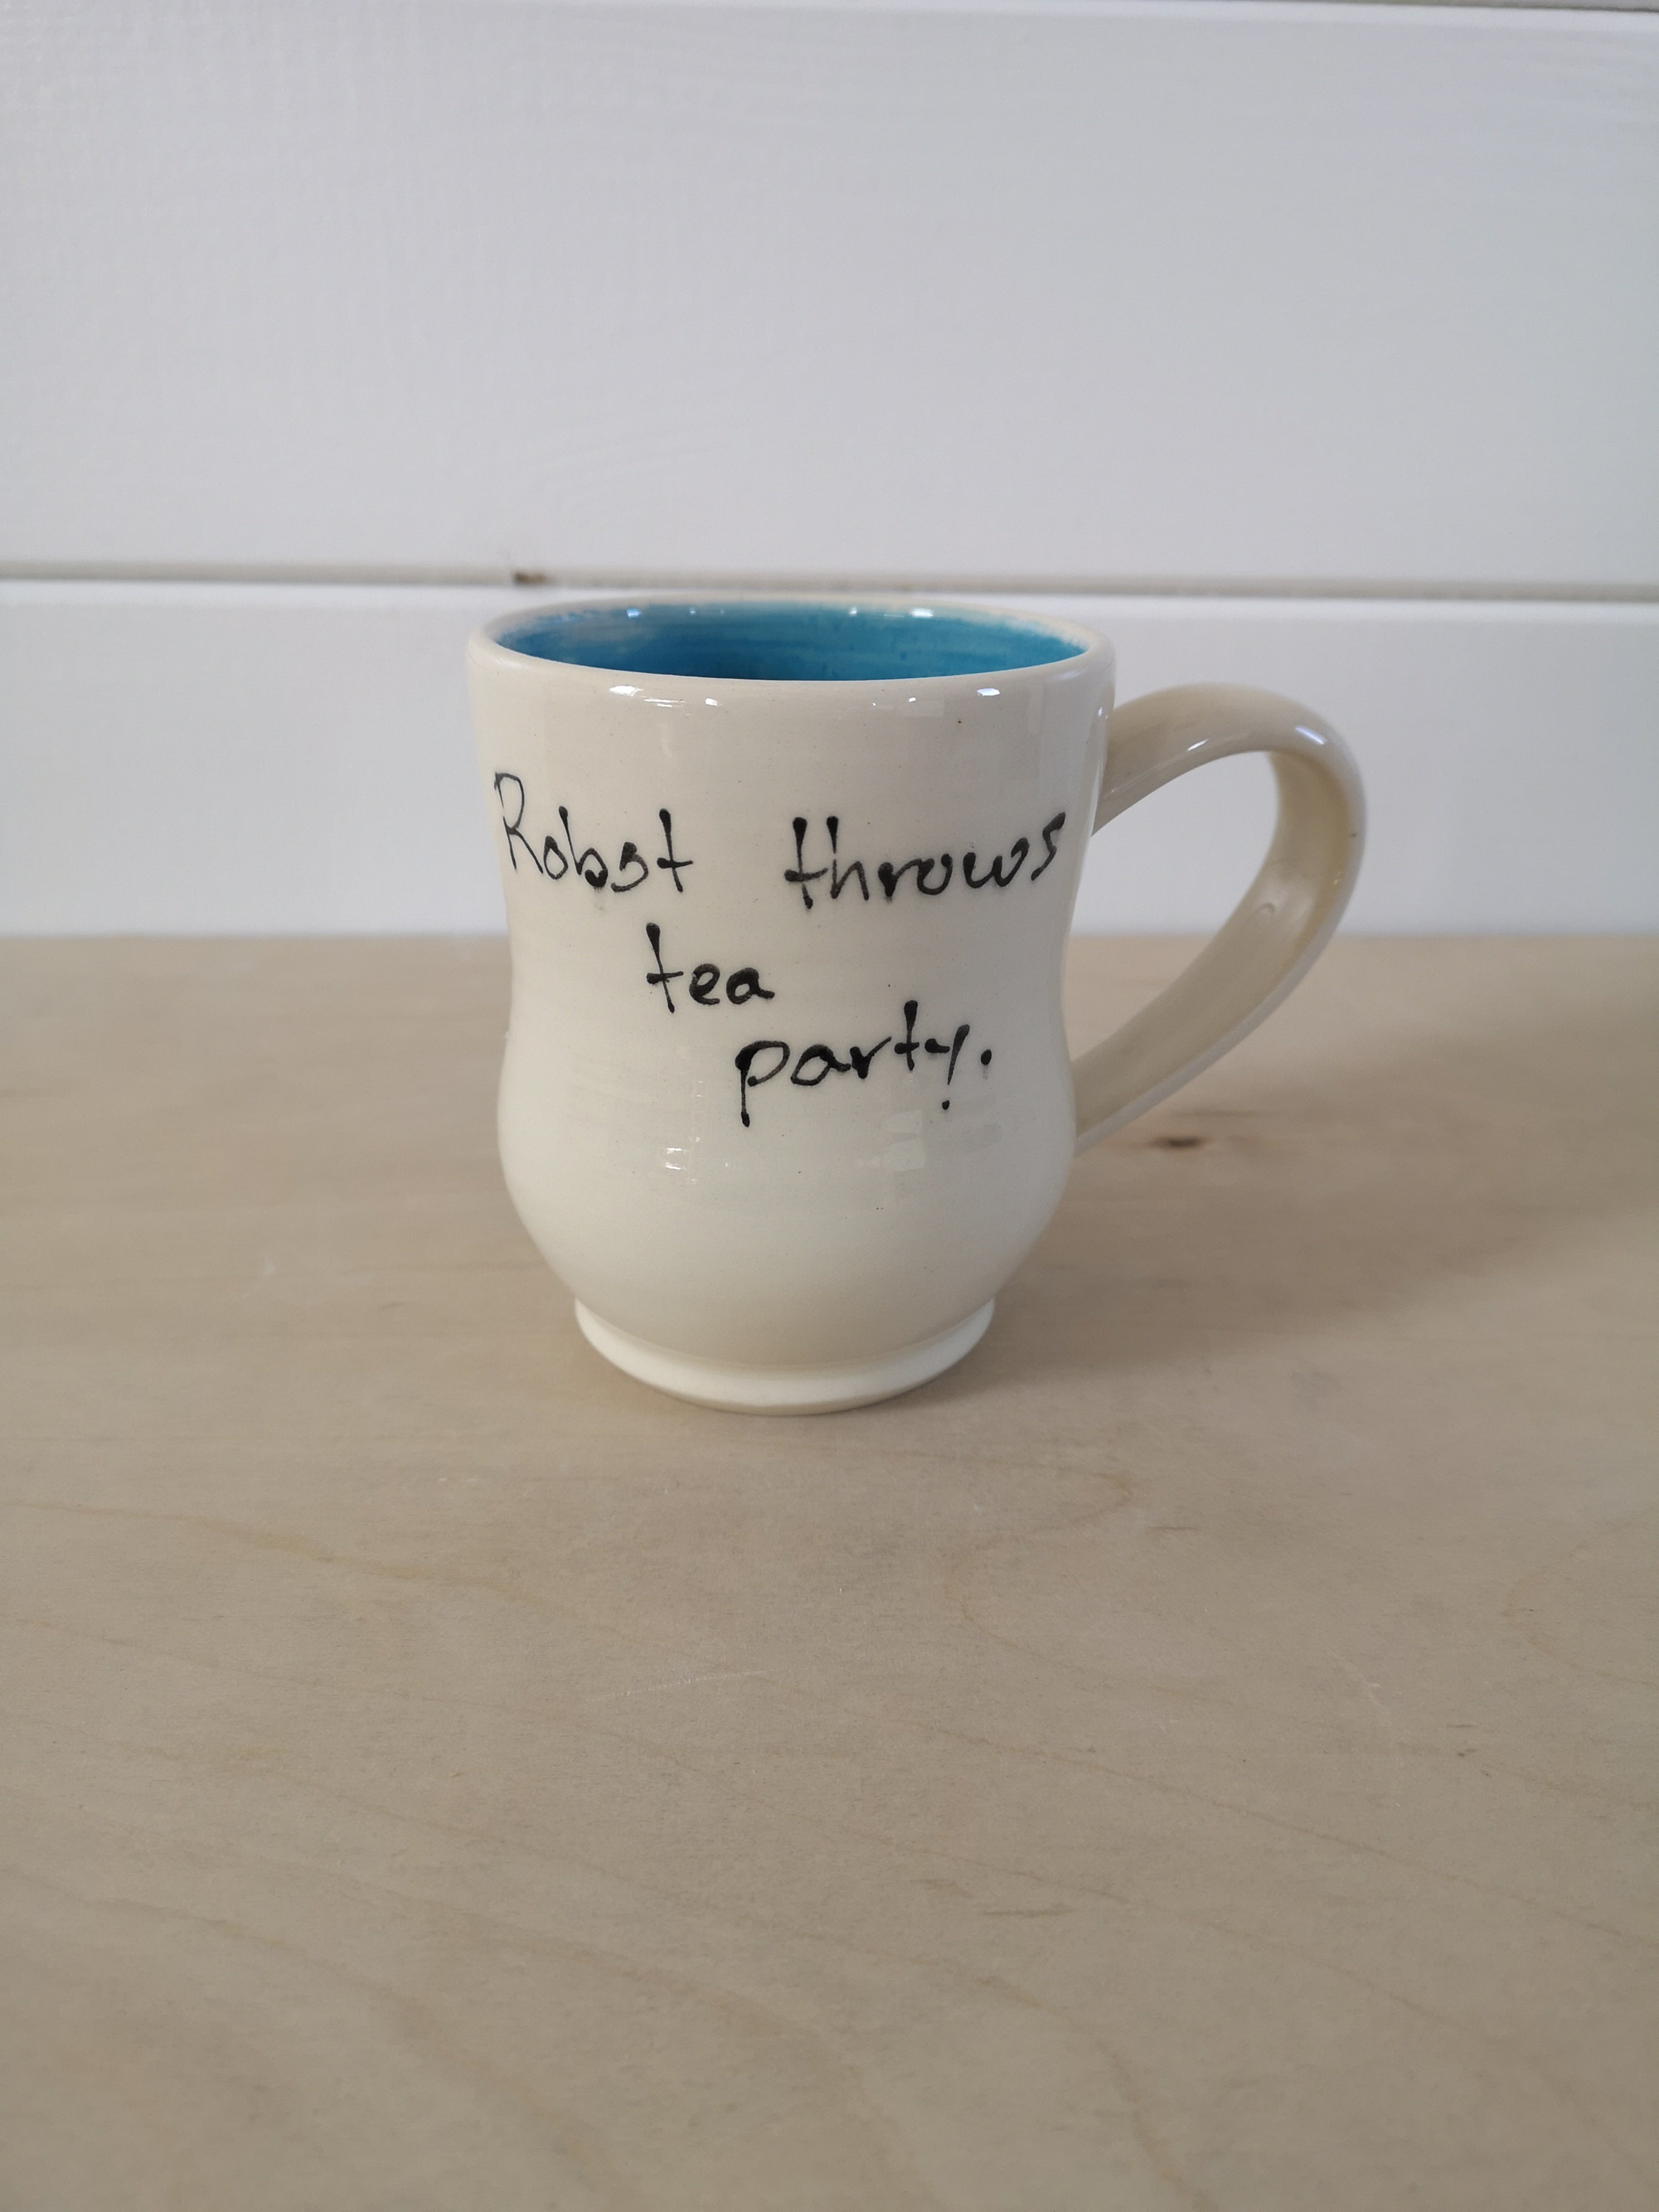 Robot throws
tea
party.